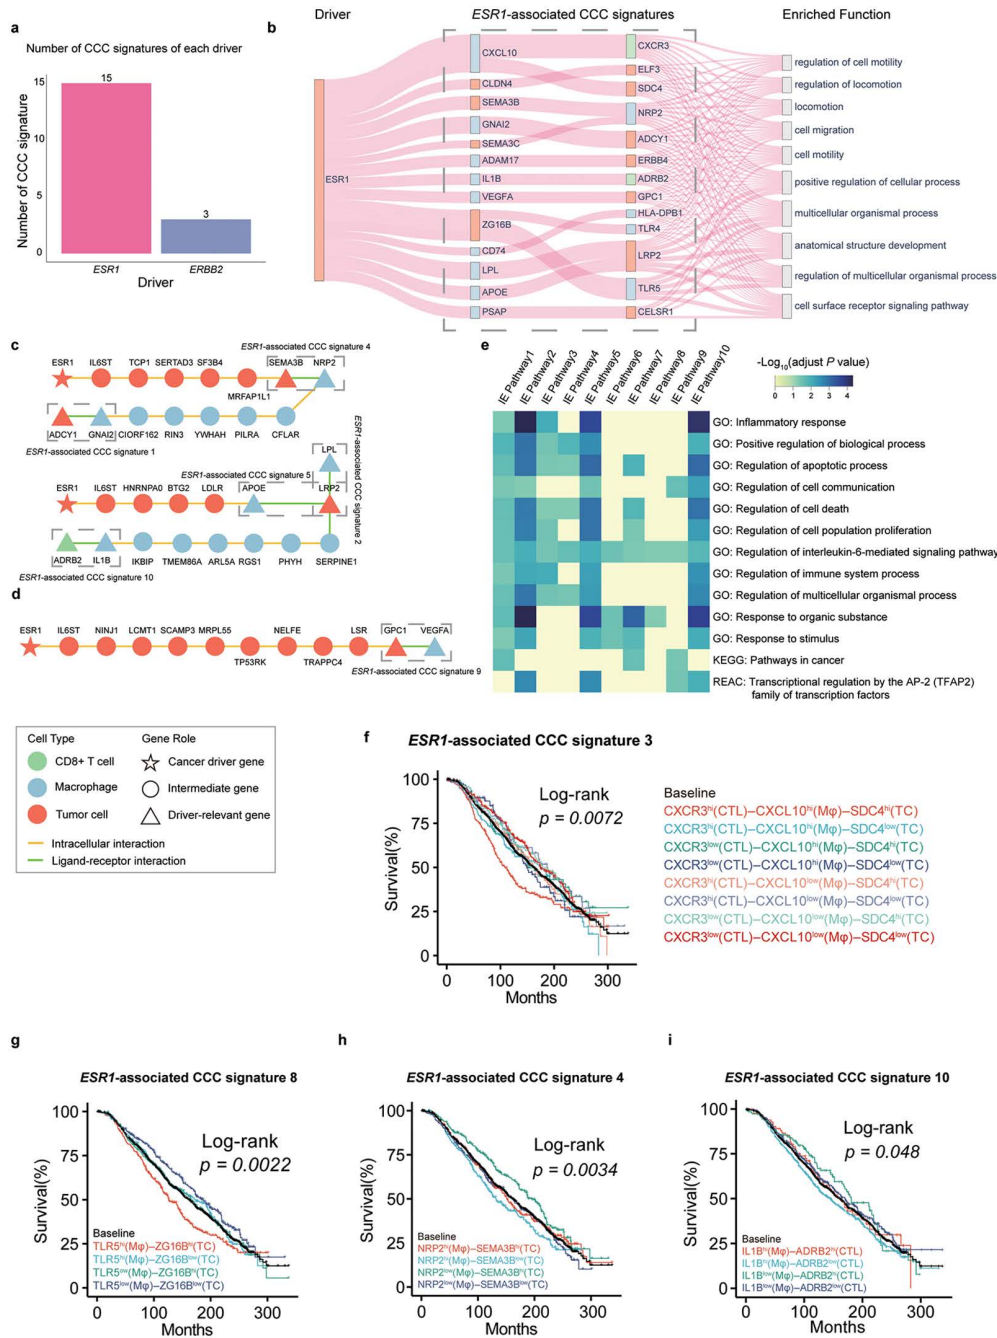 a
Number of CCC signatures of each driver
Number of CCC signature
15
10
5
0
15
3
ESR1
ERBB2
Driver
b
Driver
ESR1-associated CCC signatures
Enriched Function
ESR1
CXCL10
CLDN4
SEMA3B
GNAI2
SEMA3C
ADAM17
IL1B
VEGFA
ZG16B
CD74
LPL
APOE
PSAP
CXCR3
ELF3
SDC4
NRP2
ADCY1
ERBB4
ADRB2
GPC1
HLA-DPB1
TLR4
LRP2
TLR5
CELSR1
regulation of cell motility
regulation of locomotion
locomotion
cell migration
cell motility
positive regulation of cellular process
multicellular organismal process
anatomical structure development
regulation of multicellular organismal process
cell surface receptor signaling pathway
c
ESR1-associated CCC signature 4
ESR1 IL6ST TCP1 SERTAD3 SF3B4 SEMA3B NRP2
MRFAP1L1
ADCY1 GNAI2 CIORF162 RIN3 YWHAH PILRA CFLAR
ESR1-associated CCC signature 1
LPL
ESR1-associated CCC signature 5
ESR1 IL6ST HNRNPA0 BTG2 LDLR APOE LRP2
ESR1-associated CCC signature 2
ADRB2 IL1B IKBIP TMEM86A ARL5A RGS1 PHYH SERPINE1
ESR1-associated CCC signature 10
d
ESR1 IL6ST NINJ1 LCMT1 SCAMP3 MRPL55 NELFE LSR GPC1 VEGFA
TP53RK TRAPPC4
ESR1-associated CCC signature 9
Cell Type
CD8+ T cell
Macrophage
Tumor cell
Gene Role
Cancer driver gene
Intermediate gene
Driver-relevant gene
Intracellular interaction
Ligand-receptor interaction
e
IE Pathway1
IE Pathway2
IE Pathway3
IE Pathway4
IE Pathway5
IE Pathway6
IE Pathway7
IE Pathway8
IE Pathway9
IE Pathway10
-Log10(adjust P value)
0 1 2 3 4
GO: Inflammatory response
GO: Positive regulation of biological process
GO: Regulation of apoptotic process
GO: Regulation of cell communication
GO: Regulation of cell death
GO: Regulation of cell population proliferation
GO: Regulation of interleukin-6-mediated signaling pathway
GO: Regulation of immune system process
GO: Regulation of multicellular organismal process
GO: Response to organic substance
GO: Response to stimulus
KEGG: Pathways in cancer
REAC: Transcriptional regulation by the AP-2 (TFAP2)
family of transcription factors
f
ESR1-associated CCC signature 3
Survival(%)
100
75
50
25
0
0 100 200 300
Months
Log-rank
p = 0.0072
Baseline
CXCR3hi(CTL)–CXCL10hi(Mφ)–SDC4hi(TC)
CXCR3hi(CTL)–CXCL10hi(Mφ)–SDC4low(TC)
CXCR3low(CTL)–CXCL10hi(Mφ)–SDC4hi(TC)
CXCR3low(CTL)–CXCL10hi(Mφ)–SDC4low(TC)
CXCR3hi(CTL)–CXCL10low(Mφ)–SDC4hi(TC)
CXCR3hi(CTL)–CXCL10low(Mφ)–SDC4low(TC)
CXCR3low(CTL)–CXCL10low(Mφ)–SDC4hi(TC)
CXCR3low(CTL)–CXCL10low(Mφ)–SDC4low(TC)
g
ESR1-associated CCC signature 8
Survival(%)
100
75
50
25
0
0 100 200 300
Months
Log-rank
p = 0.0022
Baseline
TLR5hi(Mφ)–ZG16Bhi(TC)
TLR5hi(Mφ)–ZG16Blow(TC)
TLR5low(Mφ)–ZG16Bhi(TC)
TLR5low(Mφ)–ZG16Blow(TC)
h
ESR1-associated CCC signature 4
Survival(%)
100
75
50
25
0
0 100 200 300
Months
Log-rank
p = 0.0034
Baseline
NRP2hi(Mφ)–SEMA3Bhi(TC)
NRP2hi(Mφ)–SEMA3Blow(TC)
NRP2low(Mφ)–SEMA3Bhi(TC)
NRP2low(Mφ)–SEMA3Blow(TC)
i
ESR1-associated CCC signature 10
Survival(%)
100
75
50
25
0
0 100 200 300
Months
Log-rank
p = 0.048
Baseline
IL1Bhi(Mφ)–ADRB2hi(CTL)
IL1Bhi(Mφ)–ADRB2low(CTL)
IL1Blow(Mφ)–ADRB2hi(CTL)
IL1Blow(Mφ)–ADRB2low(CTL)